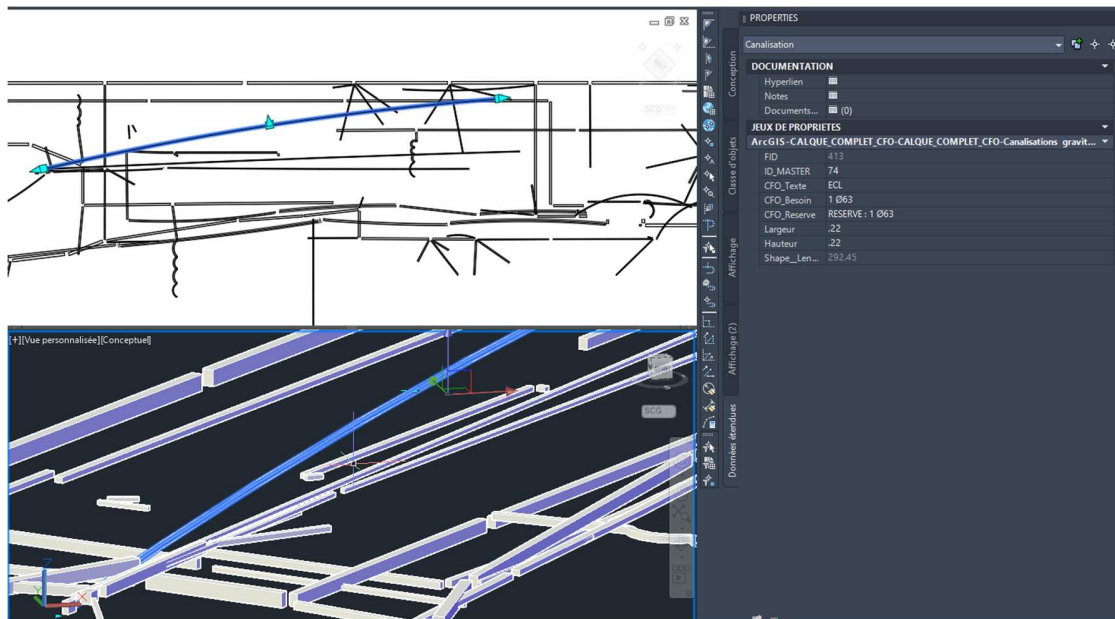 PROPERTIES
Canalisation
DOCUMENTATION
Hyperlien
Notes
Documents... (0)
JEUX DE PROPRIETES
ArcGIS-CALQUE_COMPLET_CFO-CALQUE_COMPLET_CFO-Canalisations gravit...
FID 413
ID_MASTER 74
CFO_Texte ECL
CFO_Besoin 1 Ø63
CFO_Reserve RESERVE : 1 Ø63
Largeur .22
Hauteur .22
Shape__Len... 292.45
Conception
Classe d'objets
Affichage
Affichage (2)
Données étendues
SCG
[+][Vue personnalisée][Conceptuel]
SCG
Z
X